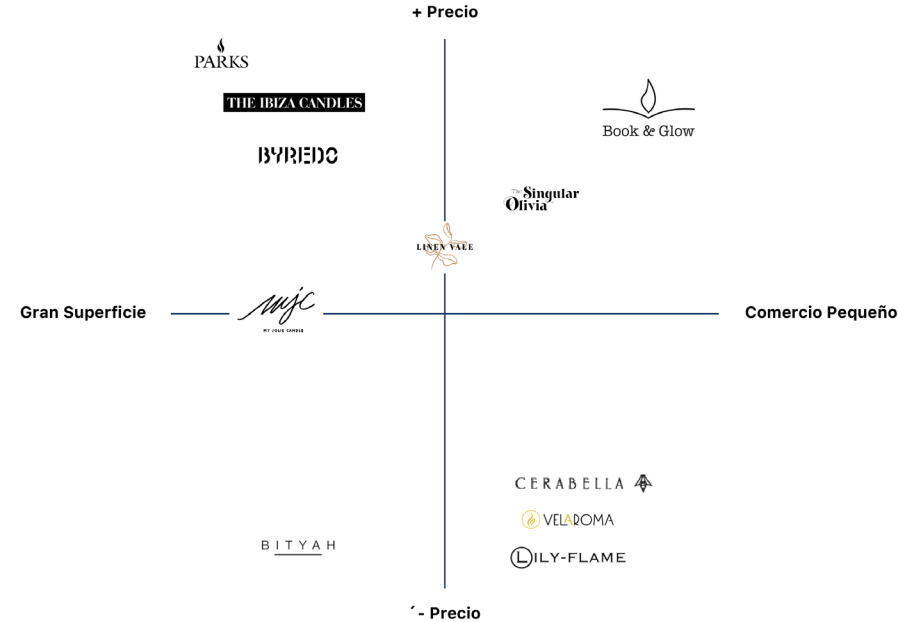 + Precio
PARKS
THE IBIZA CANDLES
BYREDO
Book & Glow
The Singular
Olivia
LINEN VALE
Gran Superficie
mjc
MY JOLIE CANDLE
Comercio Pequeño
CERABELLA
VELAROMA
BITYAH
LILY-FLAME
´- Precio